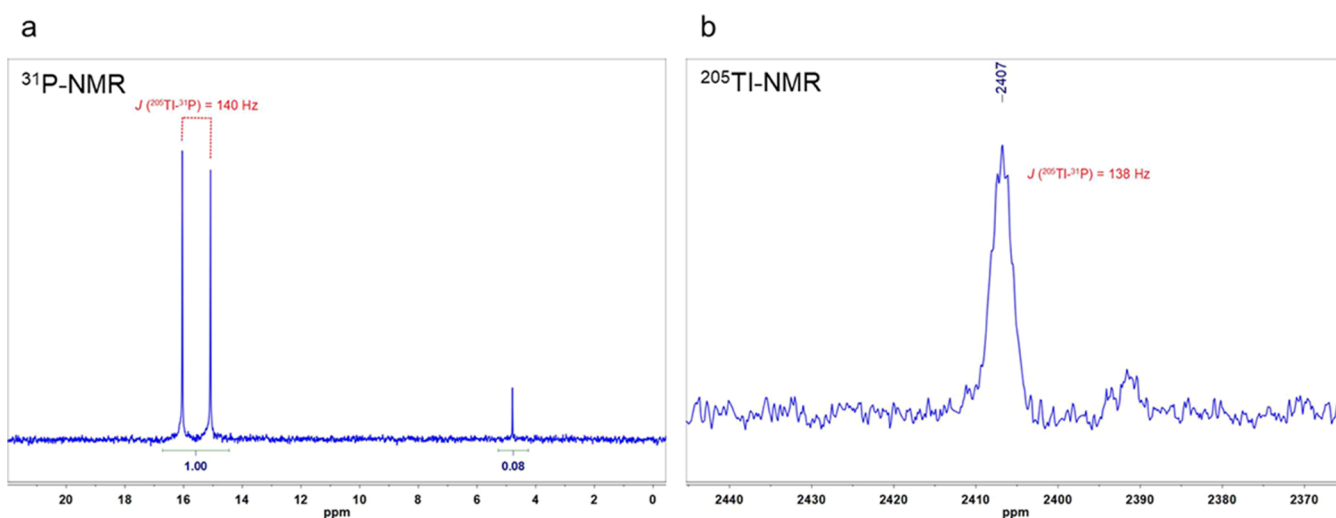 a
b
³¹P-NMR
J (²⁰⁵Tl-³¹P) = 140 Hz
1.00
0.08
20 18 16 14 12 10 8 6 4 2 0
ppm
²⁰⁵Tl-NMR
-2407
J (²⁰⁵Tl-³¹P) = 138 Hz
2440 2430 2420 2410 2400 2390 2380 2370
ppm